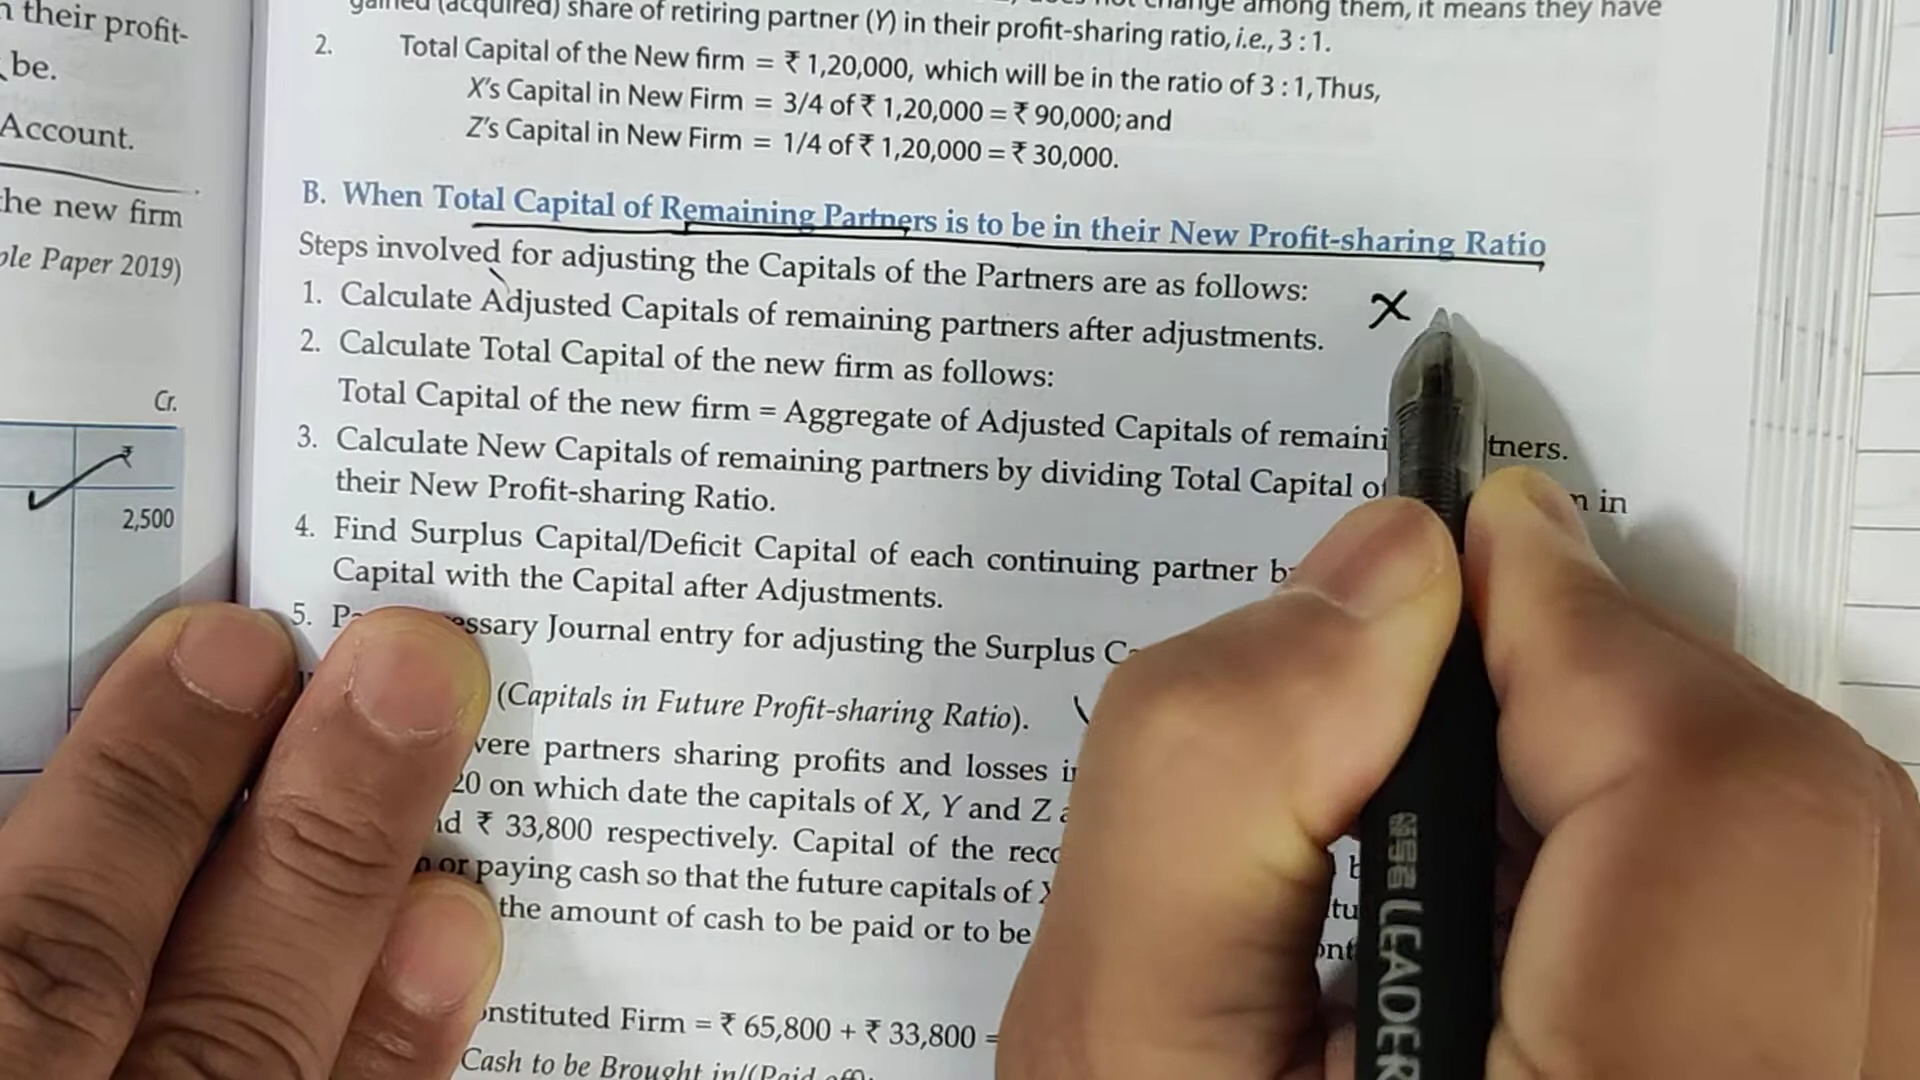 their profit-
be.
Account.
the new firm
ple Paper 2019)
Cr.
₹
2,500
gained (acquired) share of retiring partner (Y) in their profit-sharing ratio, i.e., 3 : 1.
change among them, it means they have
2. Total Capital of the New firm = ₹ 1,20,000, which will be in the ratio of 3 : 1, Thus,
X's Capital in New Firm = 3/4 of ₹ 1,20,000 = ₹ 90,000; and
Z's Capital in New Firm = 1/4 of ₹ 1,20,000 = ₹ 30,000.
B. When Total Capital of Remaining Partners is to be in their New Profit-sharing Ratio
Steps involved for adjusting the Capitals of the Partners are as follows:
1. Calculate Adjusted Capitals of remaining partners after adjustments.
X
2. Calculate Total Capital of the new firm as follows:
Total Capital of the new firm = Aggregate of Adjusted Capitals of remaini tners.
3. Calculate New Capitals of remaining partners by dividing Total Capital of in
their New Profit-sharing Ratio.
4. Find Surplus Capital/Deficit Capital of each continuing partner
Capital with the Capital after Adjustments.
5. essary Journal entry for adjusting the Surplus
(Capitals in Future Profit-sharing Ratio).
were partners sharing profits and losses
20 on which date the capitals of X, Y and Z
₹ 33,800 respectively. Capital of the
or paying cash so that the future capitals of
the amount of cash to be paid or to be
onstituted Firm = ₹ 65,800 + ₹ 33,800 =
Cash to be Brought in/(Paid off):
LEADER